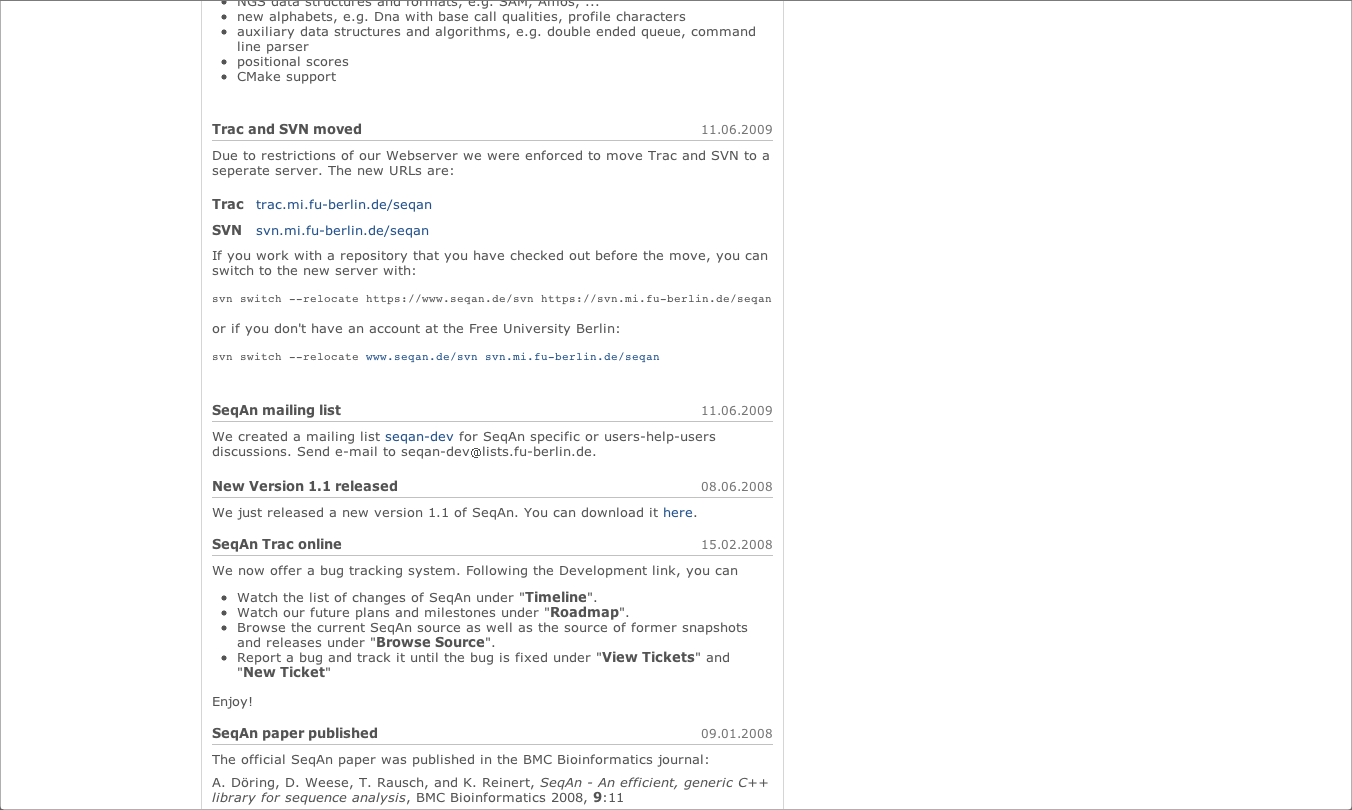 NGS data structures and formats, e.g. SAM, Amos, ...
new alphabets, e.g. Dna with base call qualities, profile characters
auxiliary data structures and algorithms, e.g. double ended queue, command
line parser
positional scores
CMake support
Trac and SVN moved 11.06.2009
Due to restrictions of our Webserver we were enforced to move Trac and SVN to a
seperate server. The new URLs are:
Trac trac.mi.fu-berlin.de/seqan
SVN svn.mi.fu-berlin.de/seqan
If you work with a repository that you have checked out before the move, you can
switch to the new server with:
svn switch --relocate https://www.seqan.de/svn https://svn.mi.fu-berlin.de/seqan
or if you don't have an account at the Free University Berlin:
svn switch --relocate www.seqan.de/svn svn.mi.fu-berlin.de/seqan
SeqAn mailing list 11.06.2009
We created a mailing list seqan-dev for SeqAn specific or users-help-users
discussions. Send e-mail to seqan-dev@lists.fu-berlin.de.
New Version 1.1 released 08.06.2008
We just released a new version 1.1 of SeqAn. You can download it here.
SeqAn Trac online 15.02.2008
We now offer a bug tracking system. Following the Development link, you can
Watch the list of changes of SeqAn under "Timeline".
Watch our future plans and milestones under "Roadmap".
Browse the current SeqAn source as well as the source of former snapshots
and releases under "Browse Source".
Report a bug and track it until the bug is fixed under "View Tickets" and
"New Ticket"
Enjoy!
SeqAn paper published 09.01.2008
The official SeqAn paper was published in the BMC Bioinformatics journal:
A. Döring, D. Weese, T. Rausch, and K. Reinert, SeqAn - An efficient, generic C++
library for sequence analysis, BMC Bioinformatics 2008, 9:11